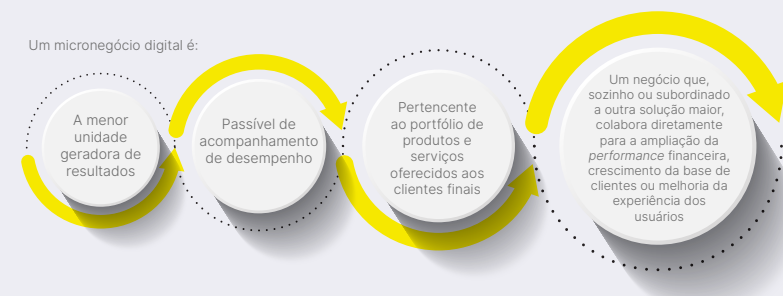 Um micronegócio digital é:
A menor
unidade
geradora de
resultados
Passível de
acompanhamento
de desempenho
Pertencente
ao portfólio de
produtos e
serviços
oferecidos aos
clientes finais
Um negócio que,
sozinho ou subordinado
a outra solução maior,
colabora diretamente
para a ampliação da
performance financeira,
crescimento da base de
clientes ou melhoria da
experiência dos
usuários